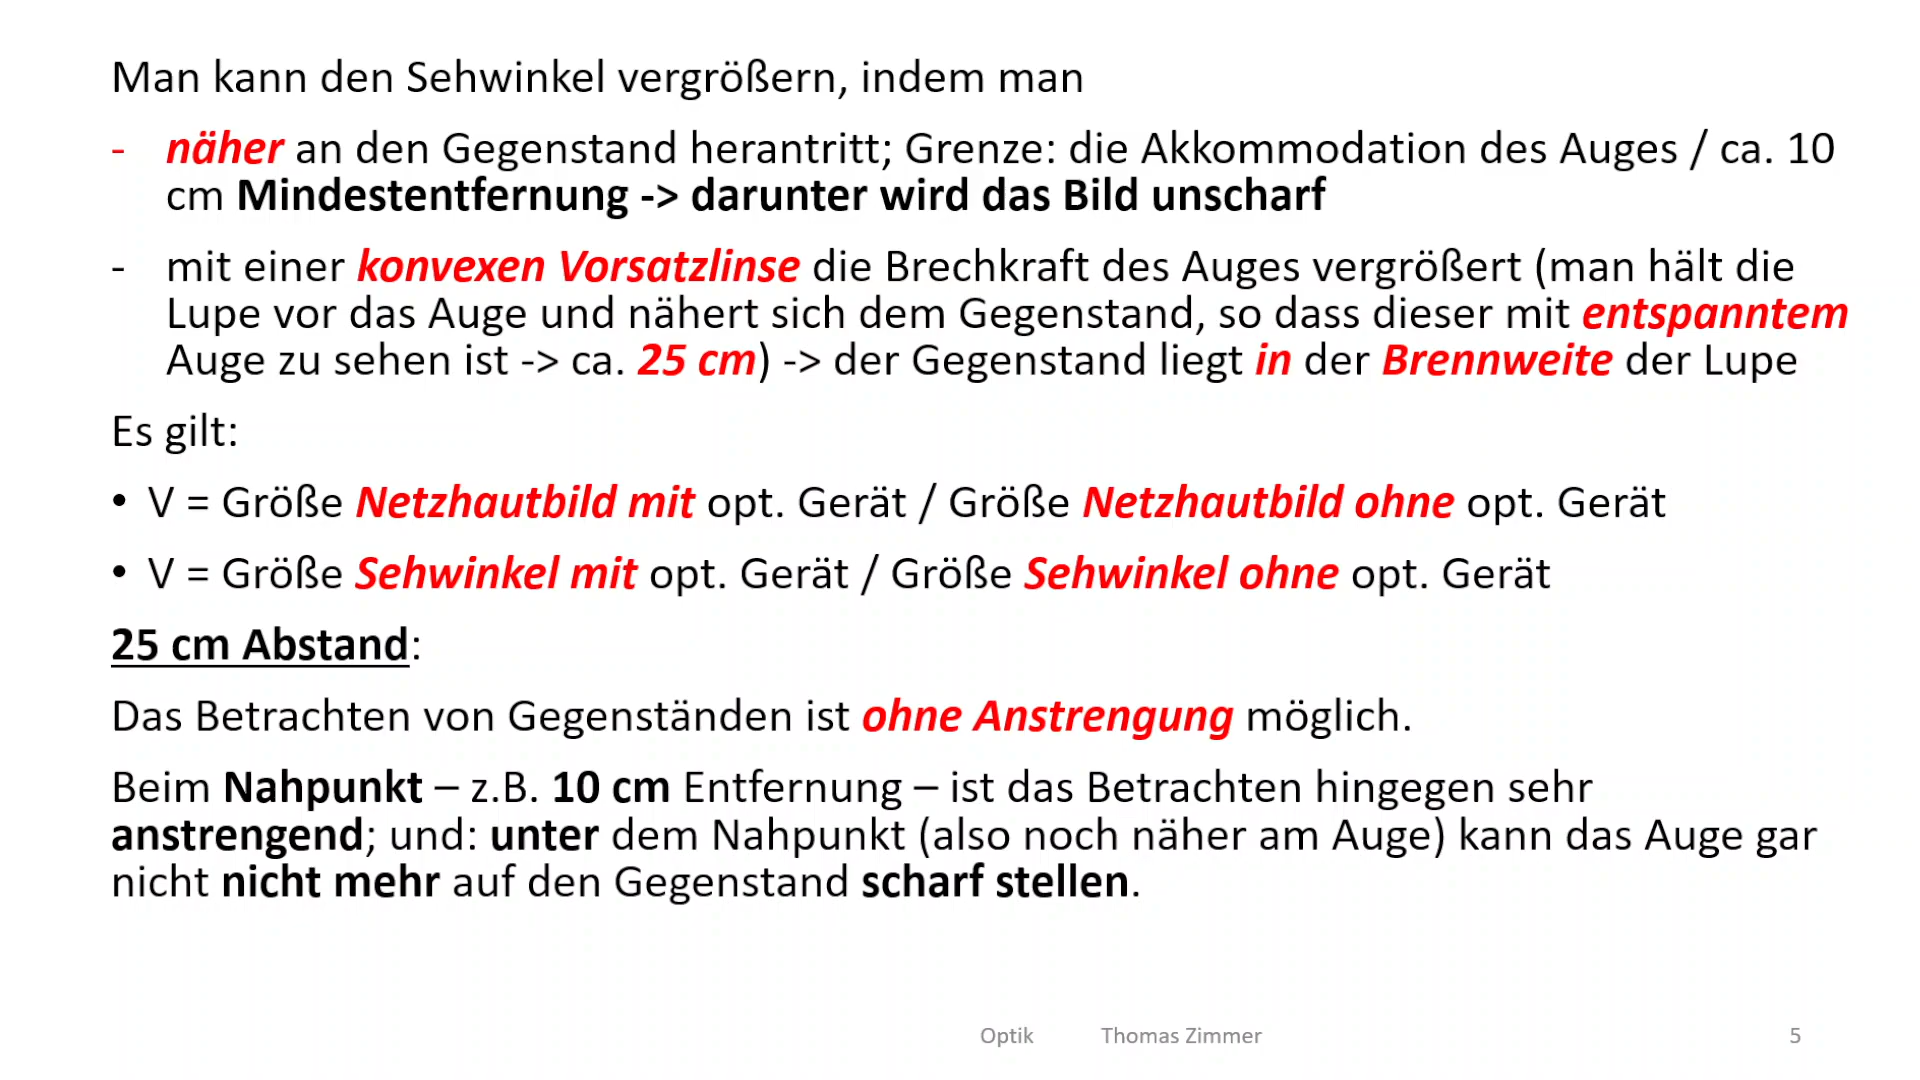 Man kann den Sehwinkel vergrößern, indem man
- näher an den Gegenstand herantritt; Grenze: die Akkommodation des Auges / ca. 10
cm Mindestentfernung -> darunter wird das Bild unscharf
- mit einer konvexen Vorsatzlinse die Brechkraft des Auges vergrößert (man hält die
Lupe vor das Auge und nähert sich dem Gegenstand, so dass dieser mit entspanntem
Auge zu sehen ist -> ca. 25 cm) -> der Gegenstand liegt in der Brennweite der Lupe
Es gilt:
• V = Größe Netzhautbild mit opt. Gerät / Größe Netzhautbild ohne opt. Gerät
• V = Größe Sehwinkel mit opt. Gerät / Größe Sehwinkel ohne opt. Gerät
25 cm Abstand:
Das Betrachten von Gegenständen ist ohne Anstrengung möglich.
Beim Nahpunkt – z.B. 10 cm Entfernung – ist das Betrachten hingegen sehr
anstrengend; und: unter dem Nahpunkt (also noch näher am Auge) kann das Auge gar
nicht nicht mehr auf den Gegenstand scharf stellen.
Optik Thomas Zimmer 5